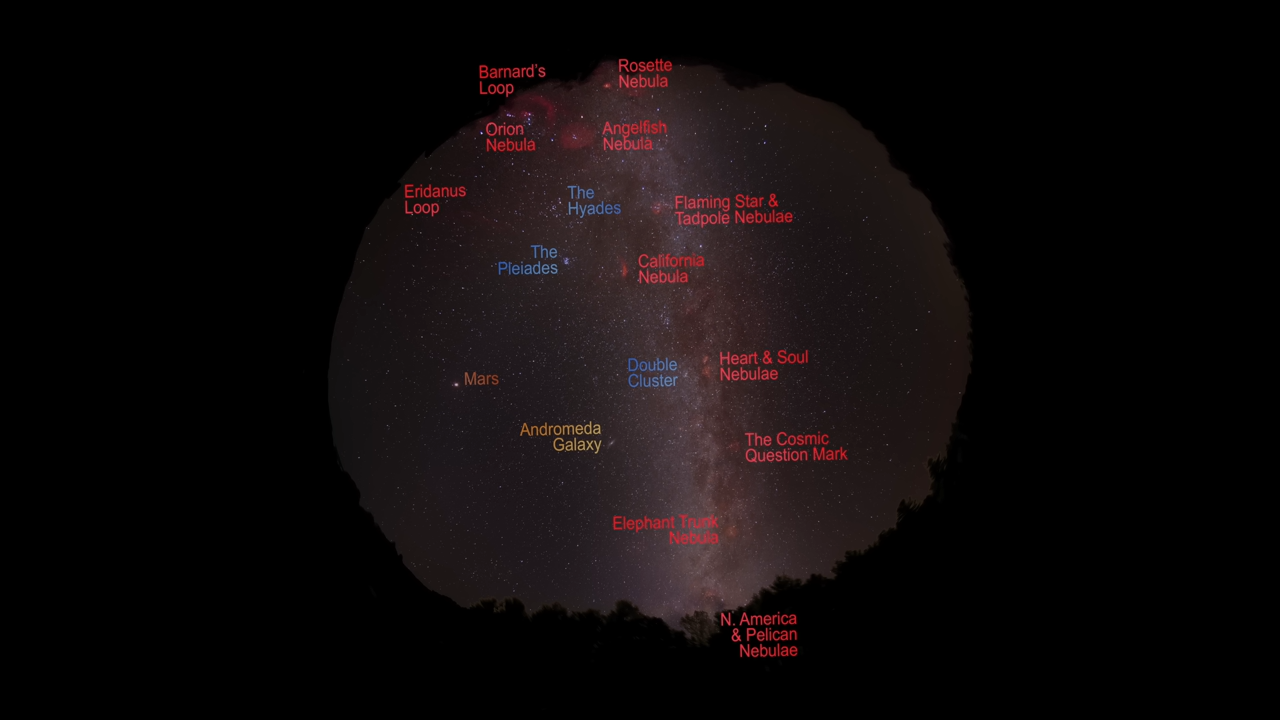 Barnard's
Loop
Rosette
Nebula
Orion
Nebula
Angelfish
Nebula
Eridanus
Loop
The
Hyades
Flaming Star &
Tadpole Nebulae
The
Pleiades
California
Nebula
Mars
Double
Cluster
Heart & Soul
Nebulae
Andromeda
Galaxy
The Cosmic
Question Mark
Elephant Trunk
Nebula
N. America
& Pelican
Nebulae